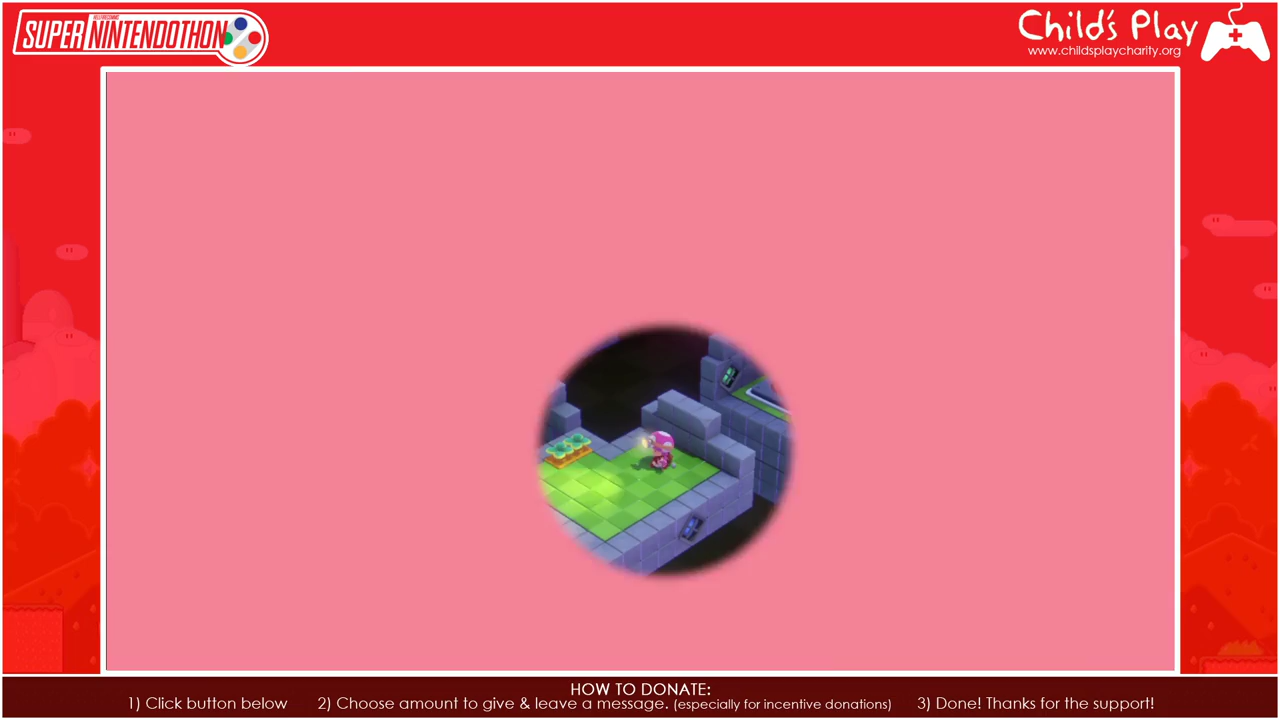 SUPER NINTENDOTHON
Child's Play
www.childsplaycharity.org
HOW TO DONATE:
1) Click button below 2) Choose amount to give & leave a message. (especially for incentive donations) 3) Done! Thanks for the support!